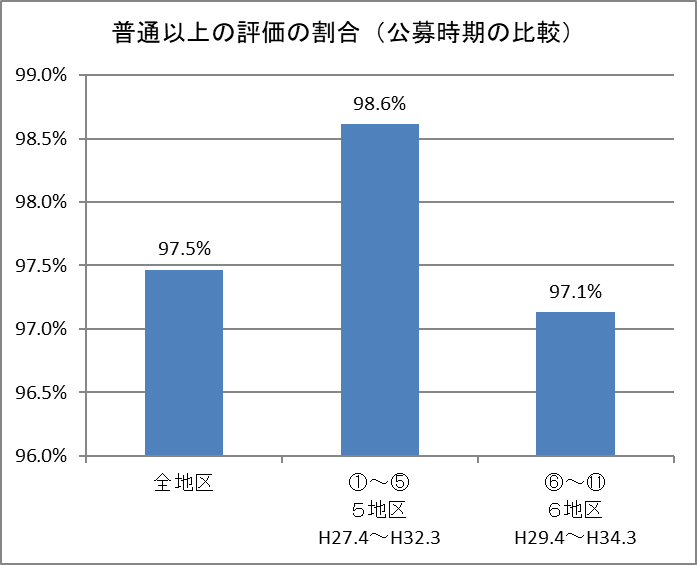 普通以上の評価の割合（公募時期の比較）
99.0%
98.5%
98.0%
97.5%
97.0%
96.5%
96.0%
97.5%
98.6%
97.1%
全地区
①～⑤
５地区
H27.4～H32.3
⑥～⑪
６地区
H29.4～H34.3